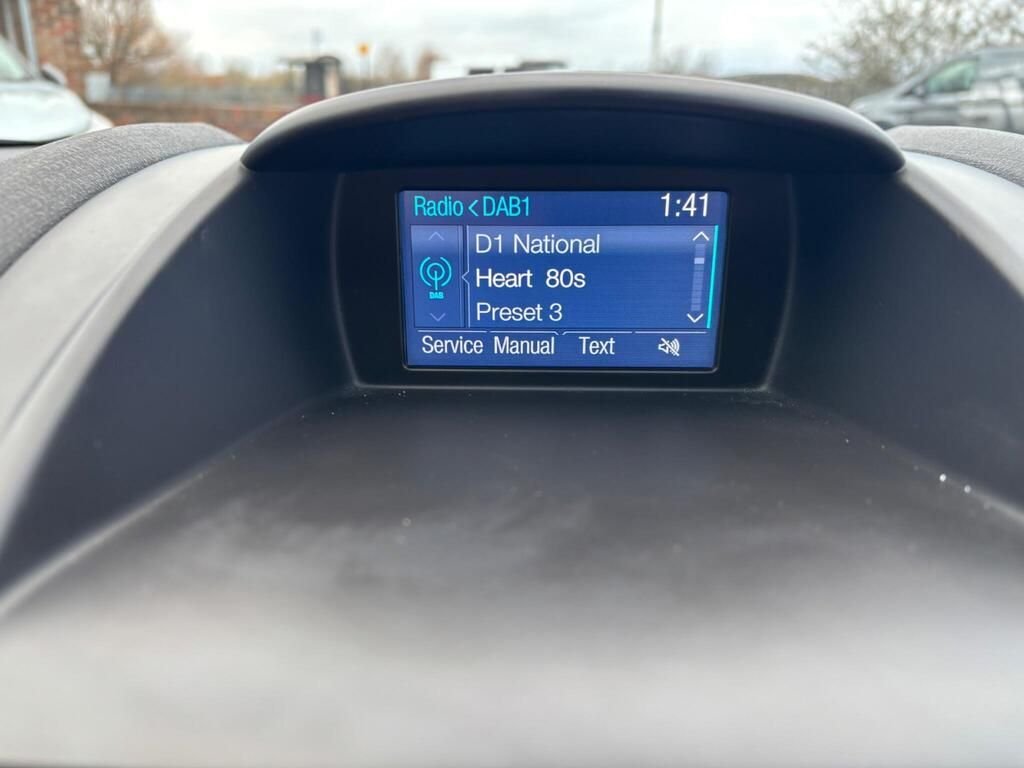 Radio < DAB1 1:41
D1 National
DAB
Heart 80s
Preset 3
Service Manual Text